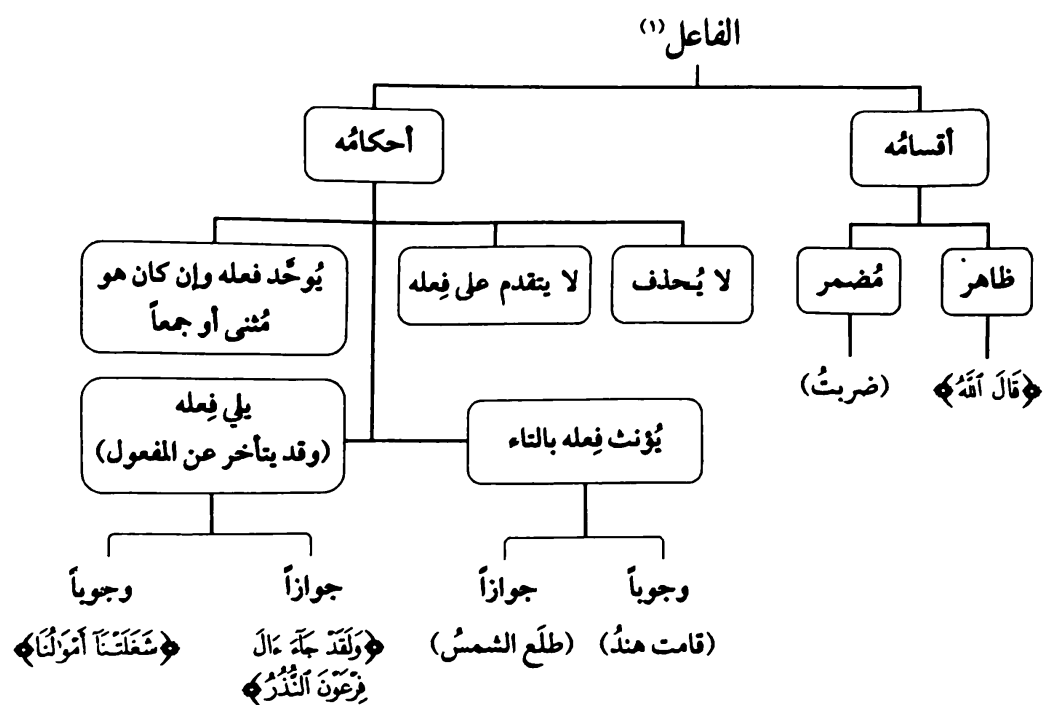 الفاعل (١)
أقسامُه
أحكامُه
ظاهر
مُضمر
لا يُحذف
لا يتقدم على فِعله
يُوحَّد فعله وإن كان هو
مُثنى أو جمعاً
﴿قَالَ ٱللَّهُ﴾
(ضربتُ)
يُؤنث فِعله بالتاء
يلي فِعله
(وقد يتأخر عن المفعول)
وجوباً
جوازاً
جوازاً
وجوباً
(قامت هندُ)
(طلَع الشمسُ)
﴿وَلَقَدۡ جَآءَ ءَالَ
فِرۡعَوۡنَ ٱلنُّذُرُ﴾
﴿شَغَلَتۡنَآ أَمۡوَٰلُنَا﴾